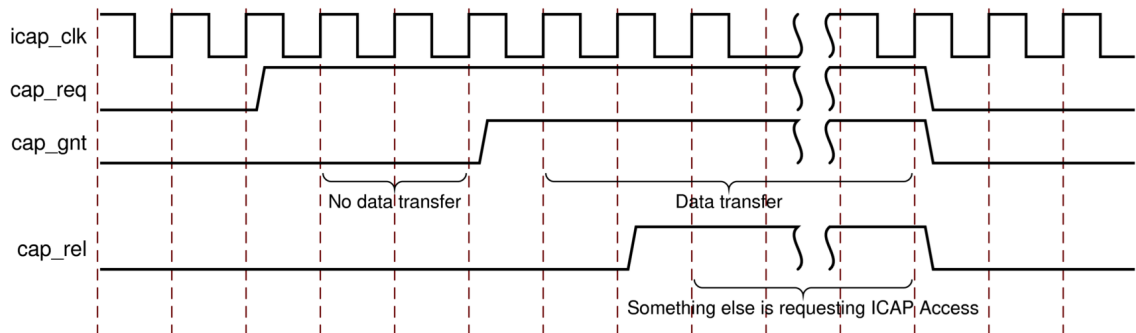 icap_clk
cap_req
cap_gnt
No data transfer
Data transfer
cap_rel
Something else is requesting ICAP Access